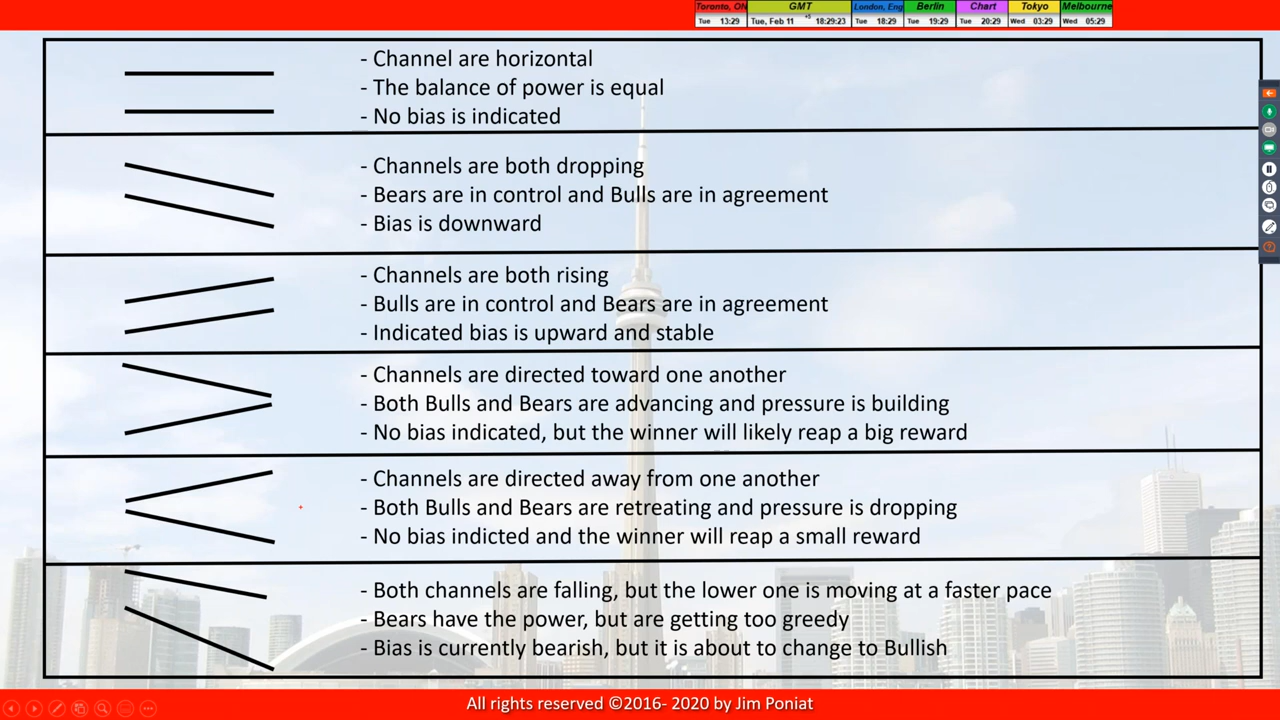 Toronto, ON GMT London, Eng Berlin Chart Tokyo Melbourne
Tue 13:29 Tue, Feb 11 +5 18:29:23 Tue 18:29 Tue 19:29 Tue 20:29 Wed 03:29 Wed 05:29
- Channel are horizontal
- The balance of power is equal
- No bias is indicated
- Channels are both dropping
- Bears are in control and Bulls are in agreement
- Bias is downward
- Channels are both rising
- Bulls are in control and Bears are in agreement
- Indicated bias is upward and stable
- Channels are directed toward one another
- Both Bulls and Bears are advancing and pressure is building
- No bias indicated, but the winner will likely reap a big reward
- Channels are directed away from one another
- Both Bulls and Bears are retreating and pressure is dropping
- No bias indicted and the winner will reap a small reward
- Both channels are falling, but the lower one is moving at a faster pace
- Bears have the power, but are getting too greedy
- Bias is currently bearish, but it is about to change to Bullish
All rights reserved ©2016- 2020 by Jim Poniat